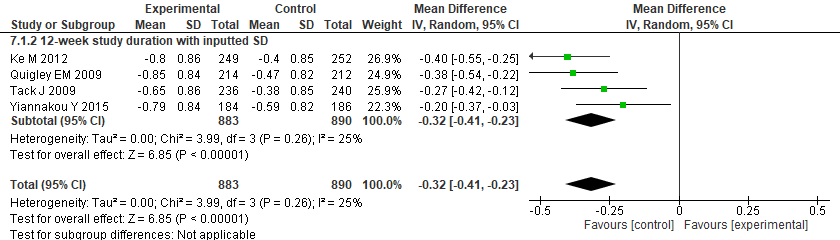 Experimental Control Mean Difference Mean Difference
Study or Subgroup Mean SD Total Mean SD Total Weight IV, Random, 95% CI IV, Random, 95% CI
7.1.2 12-week study duration with inputted SD
Ke M 2012 -0.8 0.86 249 -0.4 0.85 252 26.9% -0.40 [-0.55, -0.25]
Quigley EM 2009 -0.85 0.84 214 -0.47 0.82 212 24.0% -0.38 [-0.54, -0.22]
Tack J 2009 -0.65 0.86 236 -0.38 0.85 240 26.8% -0.27 [-0.42, -0.12]
Yiannakou Y 2015 -0.79 0.84 184 -0.59 0.82 186 22.3% -0.20 [-0.37, -0.03]
Subtotal (95% CI) 883 890 100.0% -0.32 [-0.41, -0.23]
Heterogeneity: Tau² = 0.00; Chi² = 3.99, df = 3 (P = 0.26); I² = 25%
Test for overall effect: Z = 6.85 (P < 0.00001)
Total (95% CI) 883 890 100.0% -0.32 [-0.41, -0.23]
Heterogeneity: Tau² = 0.00; Chi² = 3.99, df = 3 (P = 0.26); I² = 25%
Test for overall effect: Z = 6.85 (P < 0.00001)
Test for subgroup differences: Not applicable
-0.5 -0.25 0 0.25 0.5
Favours [control] Favours [experimental]